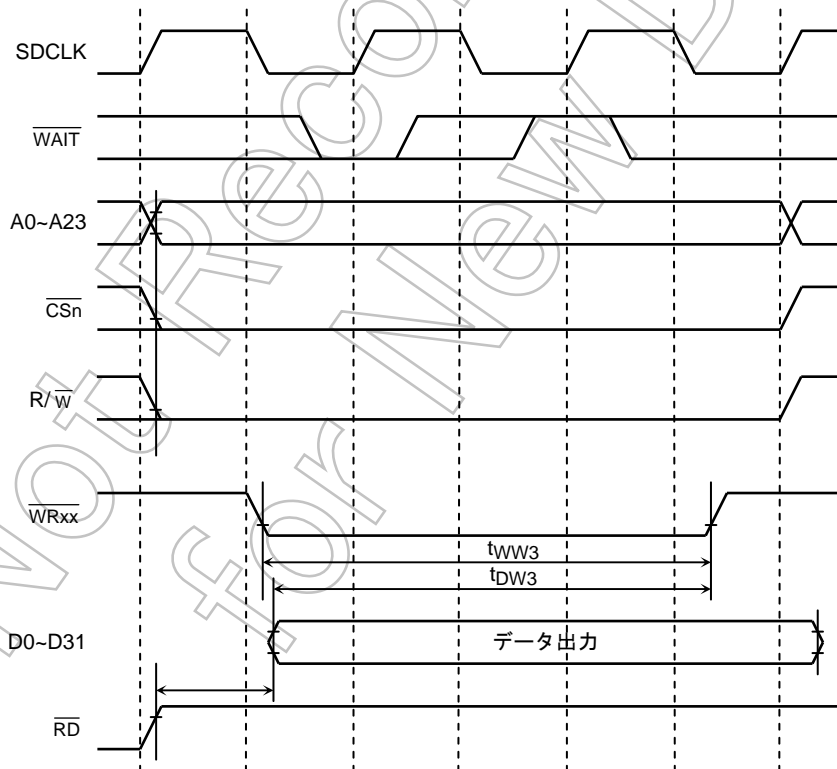 SDCLK
WAIT
A0~A23
CSn
R/W
WRxx
tWW3
tDW3
D0~D31
データ出力
RD